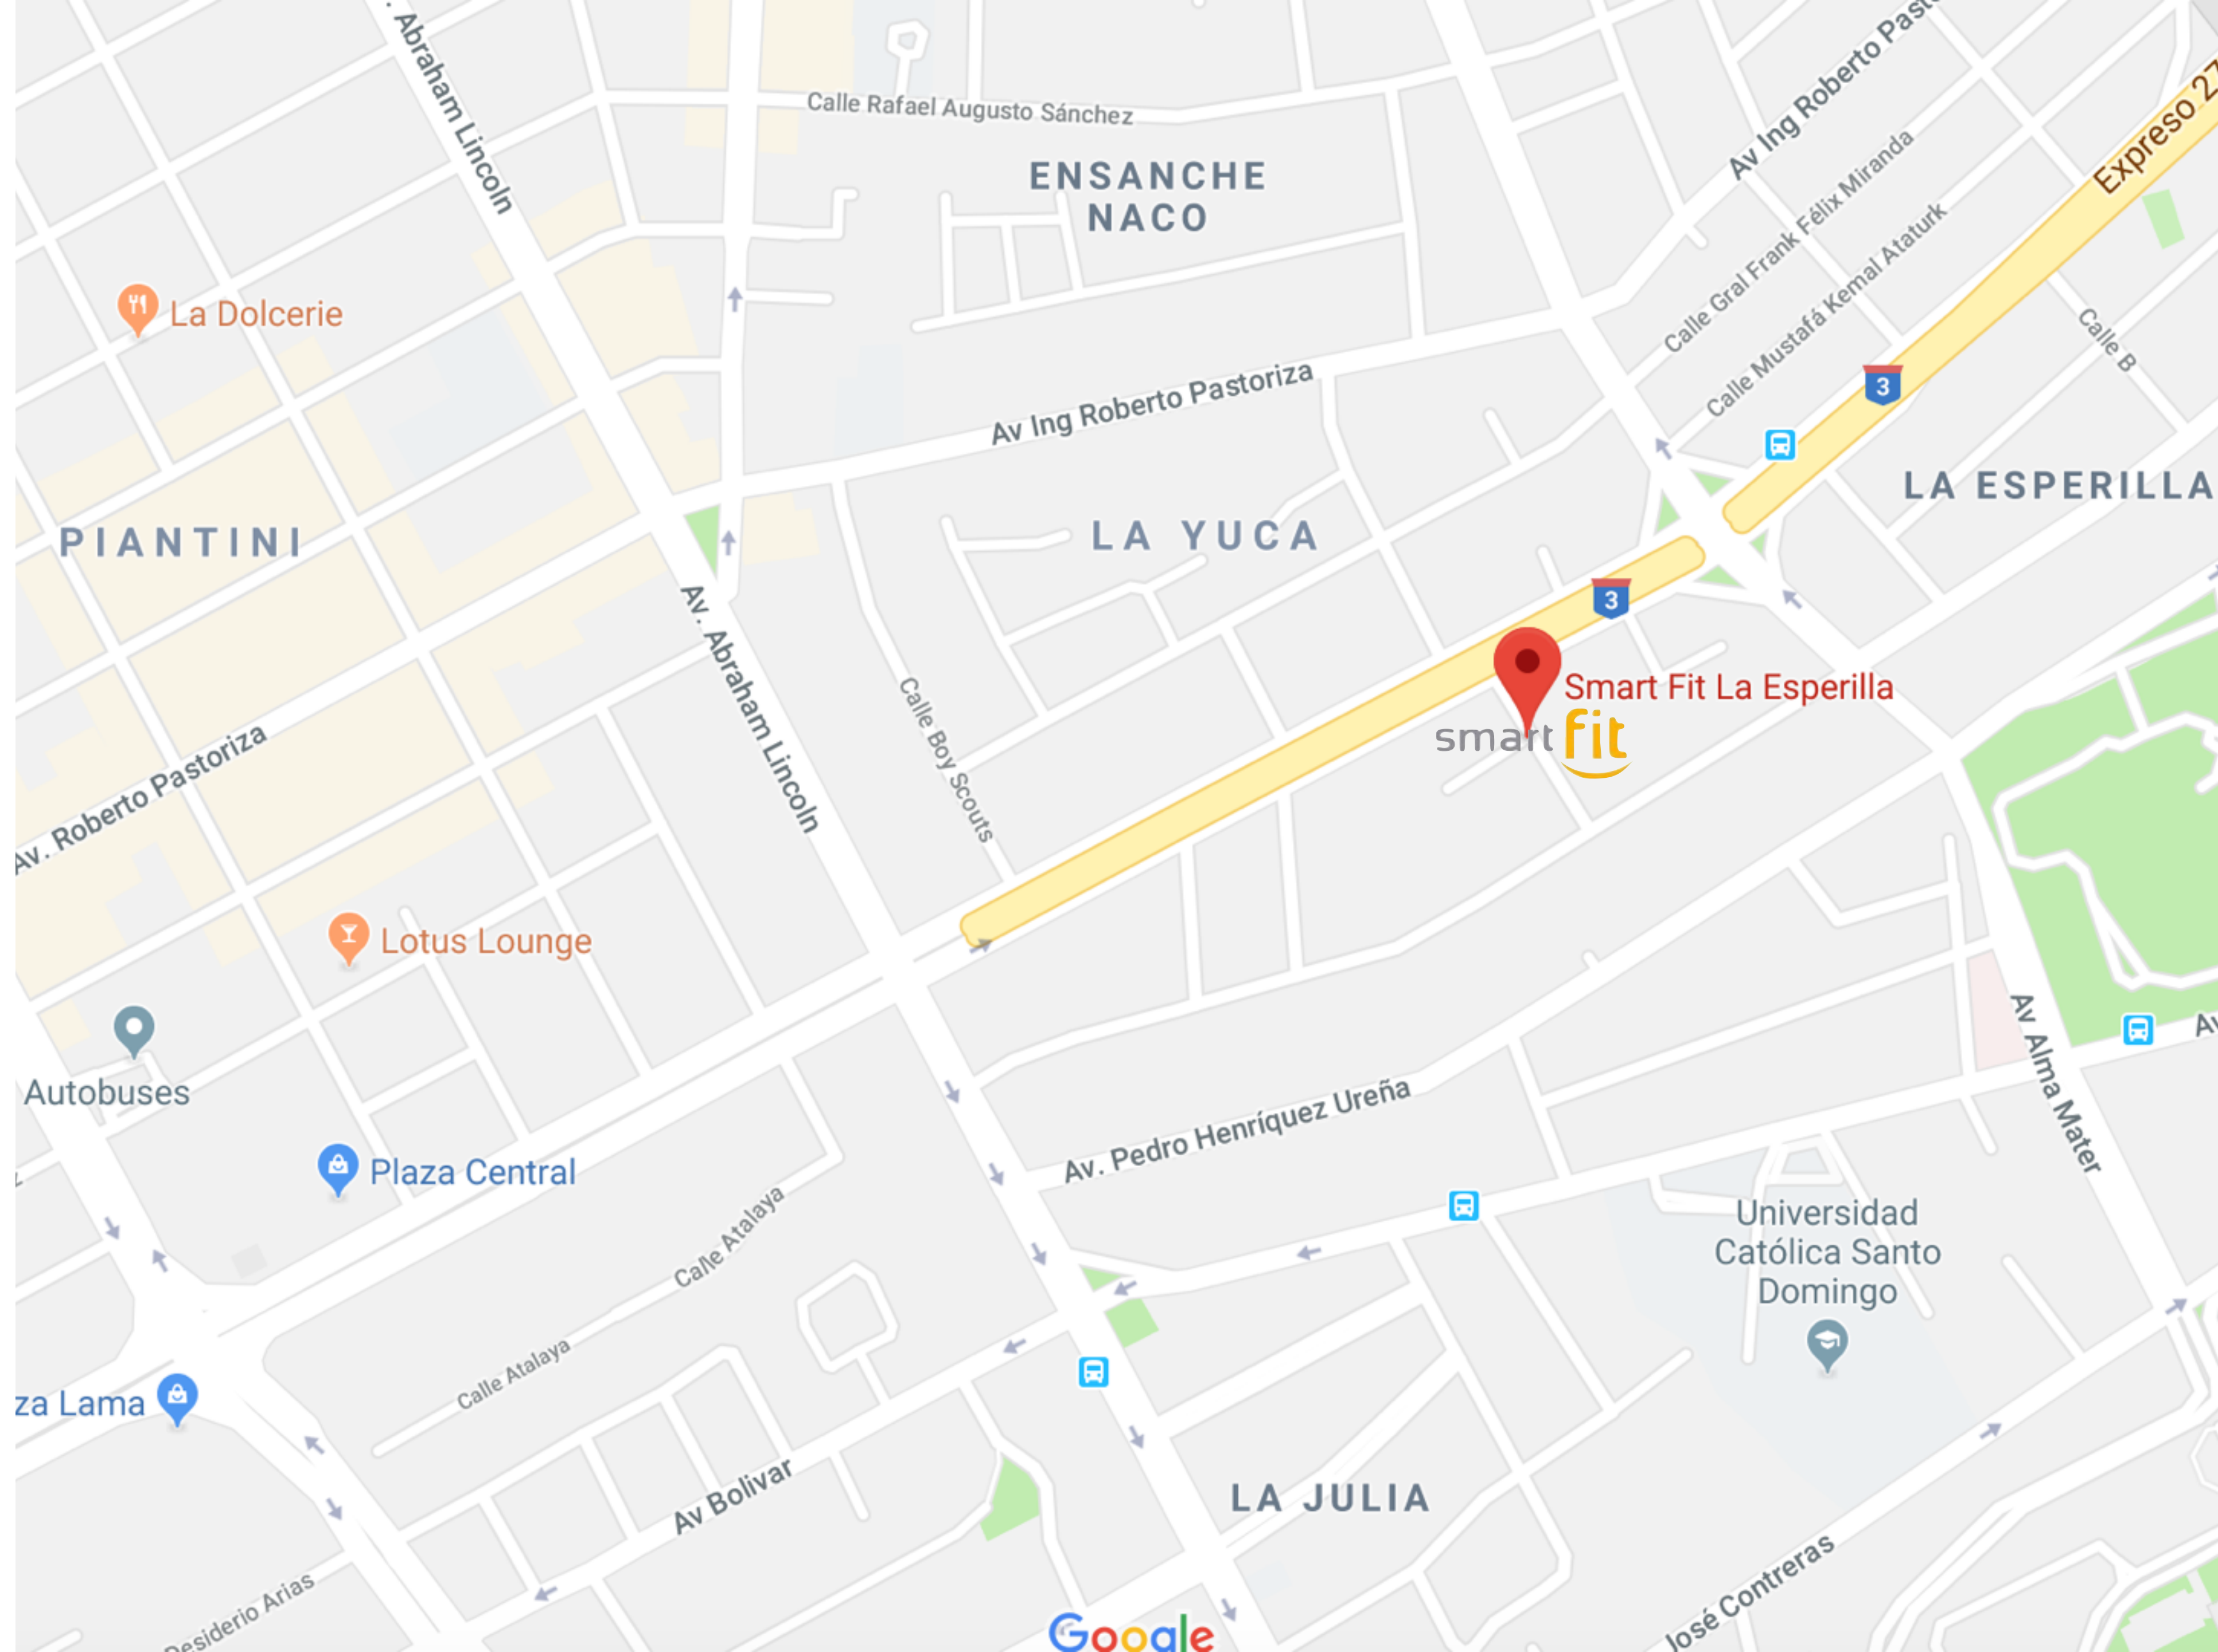 Av. Abraham Lincoln
Calle Rafael Augusto Sánchez
Expreso 27
ENSANCHE
NACO
Calle Gral Frank Félix Miranda
Calle Mustafá Kemal Ataturk
La Dolcerie
Calle B
3
Av Ing Roberto Pastoriza
LA ESPERILLA
PIANTINI
LA YUCA
3
Av. Abraham Lincoln
Smart Fit La Esperilla
smart fit
Calle Boy Scouts
Av. Roberto Pastoriza
Lotus Lounge
Av
Av Alma Mater
Autobuses
Av. Pedro Henríquez Ureña
Plaza Central
Calle Atalaya
Universidad
Católica Santo
Domingo
Calle Atalaya
za Lama
Av Bolivar
LA JULIA
José Contreras
Desiderio Arias
Google